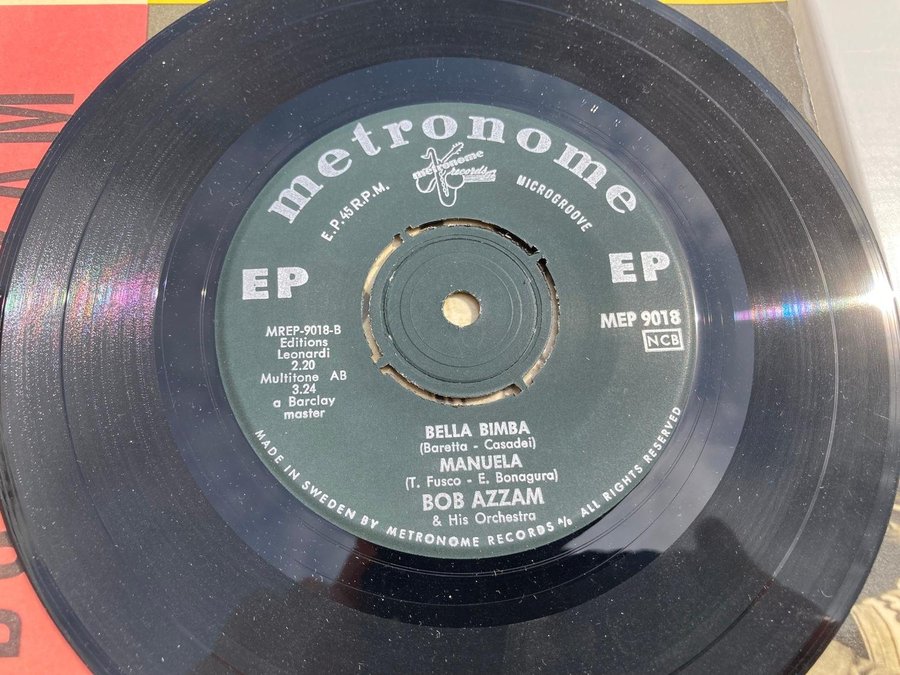 metronome
metronome
records
E.P. 45 R.P.M.
MICROGROOVE
EP
EP
MREP-9018-B
Editions
Leonardi
2.20
Multitone AB
3.24
a Barclay
master
MEP 9018
NCB
BELLA BIMBA
(Baretta - Casadei)
MANUELA
(T. Fusco - E. Bonagura)
BOB AZZAM
& His Orchestra
MADE IN SWEDEN BY METRONOME RECORDS A/B ALL RIGHTS RESERVED